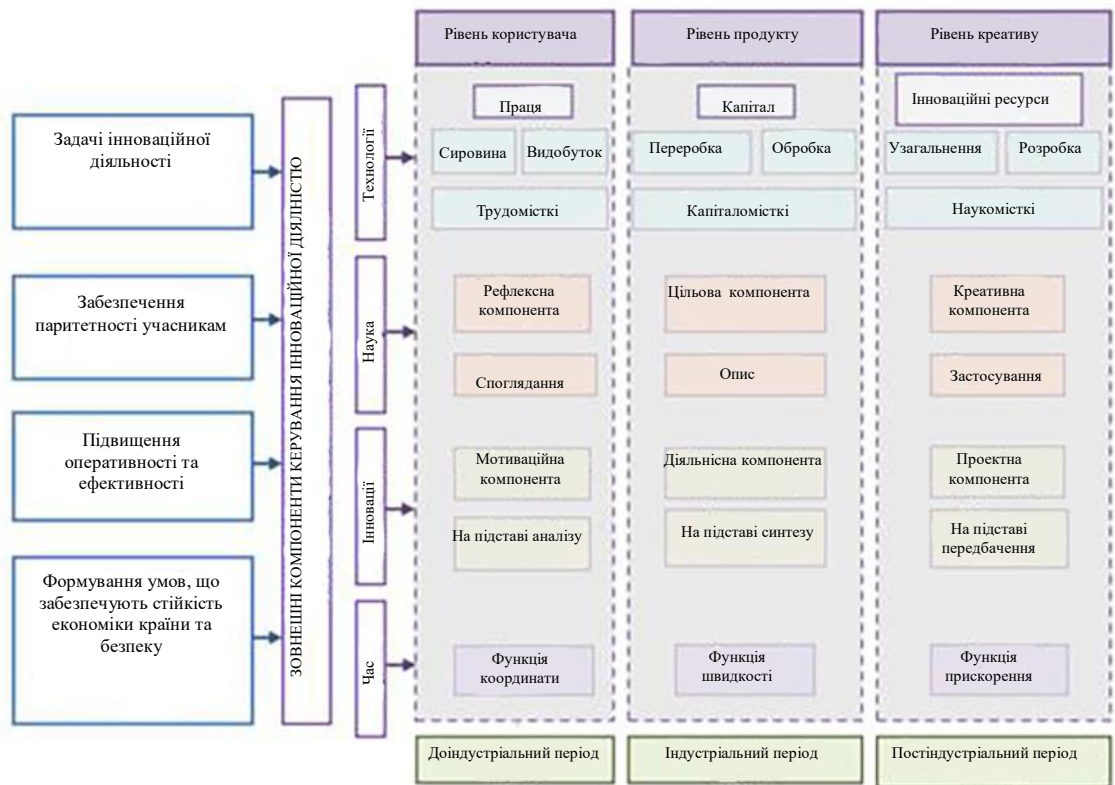 Рівень користувача
Рівень продукту
Рівень креативу
Задачі інноваційної
діяльності
Забезпечення
паритетності учасникам
Підвищення
оперативності та
ефективності
Формування умов, що
забезпечують стійкість
економіки країни та
безпеку
ЗОВНЕШНІ КОМПОНЕНТИ КЕРУВАННЯ ІННОВАЦІЙНОЇ ДІЯЛНІСТЮ
Технології
Праця
Капітал
Інноваційні ресурси
Сировина
Видобуток
Переробка
Обробка
Узагальнення
Розробка
Трудомісткі
Капіталомісткі
Наукомісткі
Наука
Рефлексна
компонента
Цільова компонента
Креативна
компонента
Споглядання
Опис
Застосування
Інновації
Мотиваційна
компонента
Діяльнісна компонента
Проектна
компонента
На підставі аналізу
На підставі синтезу
На підставі
передбачення
Час
Функція
координати
Функція
швидкості
Функція
прискорення
Доіндустріальний період
Індустріальний період
Постіндустріальний період